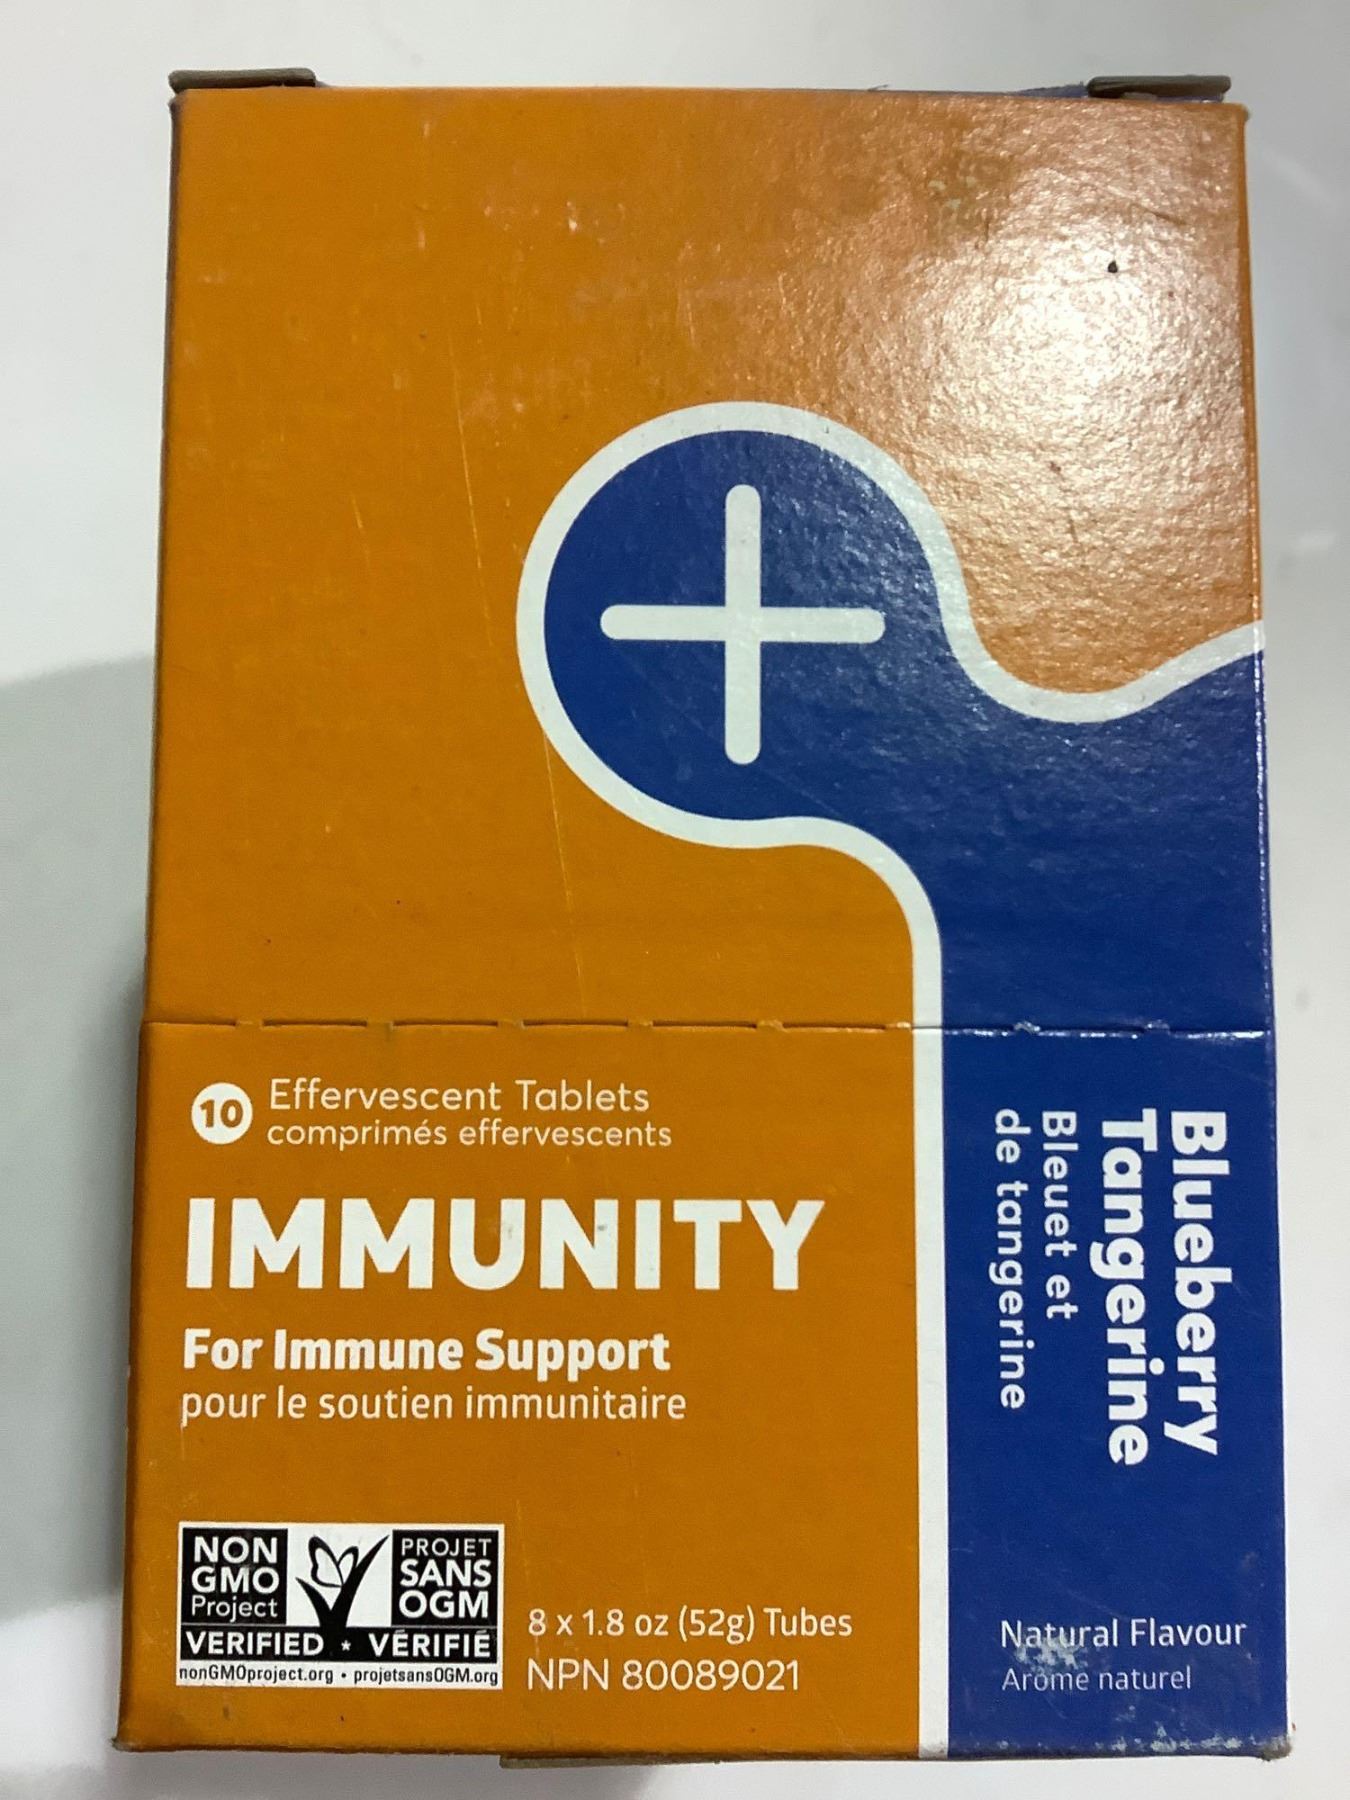 10
Effervescent Tablets
comprimés effervescents
IMMUNITY
For Immune Support
pour le soutien immunitaire
NON
GMO
Project
PROJET
SANS
OGM
VERIFIED ★ VÉRIFIÉ
nonGMOproject.org • projetsansOGM.org
8 x 1.8 oz (52g) Tubes
NPN 80089021
Blueberry
Tangerine
Bleuet et
de tangerine
Natural Flavour
Arôme naturel